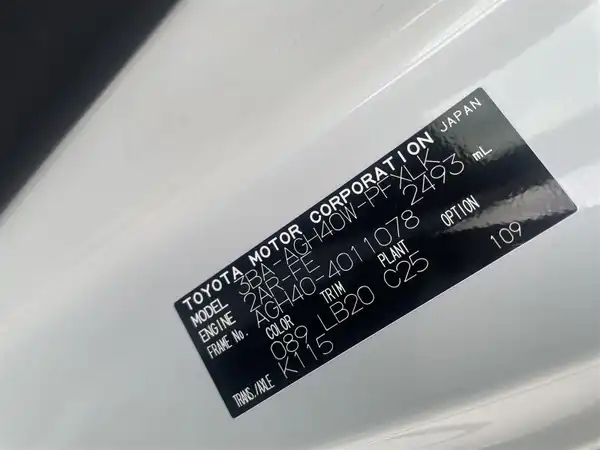 TOYOTA MOTOR CORPORATION JAPAN
MODEL 3BA-AGH40W-PFXLK
ENGINE 2AR-FE 2493 mL
FRAME No. AGH40-4011078
COLOR TRIM PLANT OPTION
089 LB20 C25 109
TRANS./AXLE K115